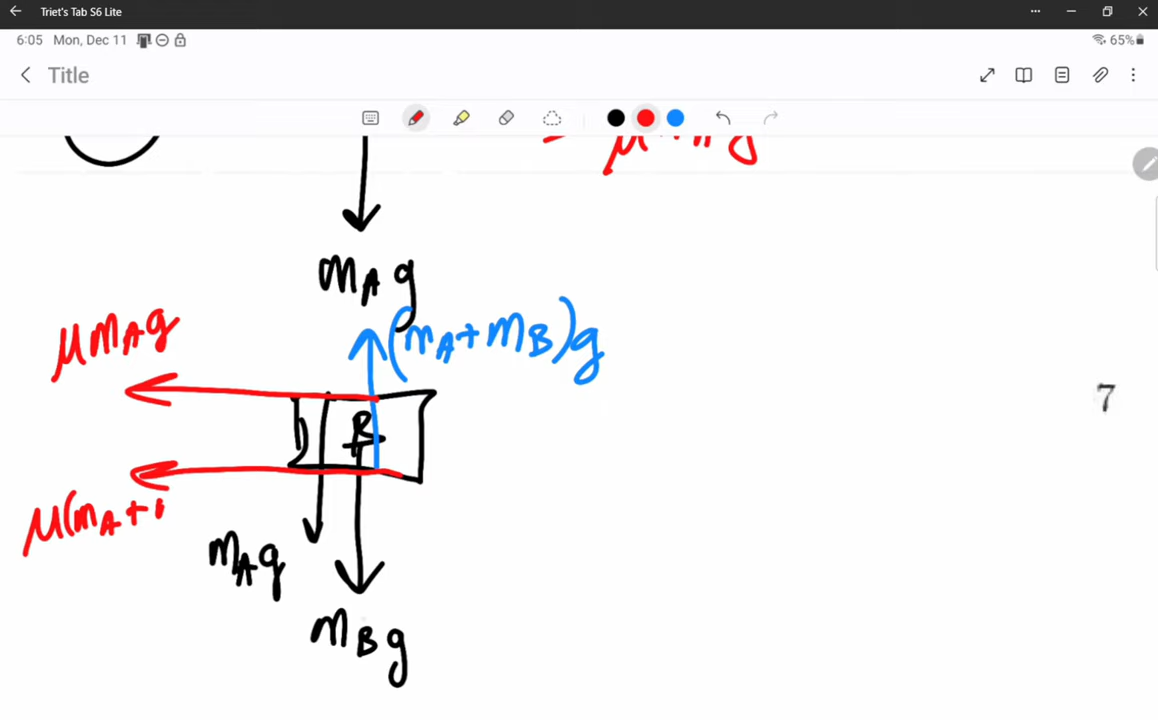 Triet's Tab S6 Lite
6:05 Mon, Dec 11 65%
Title
mAg
μmAg
(mA+mB)g
B
μ(mA+
mAg
mBg
7